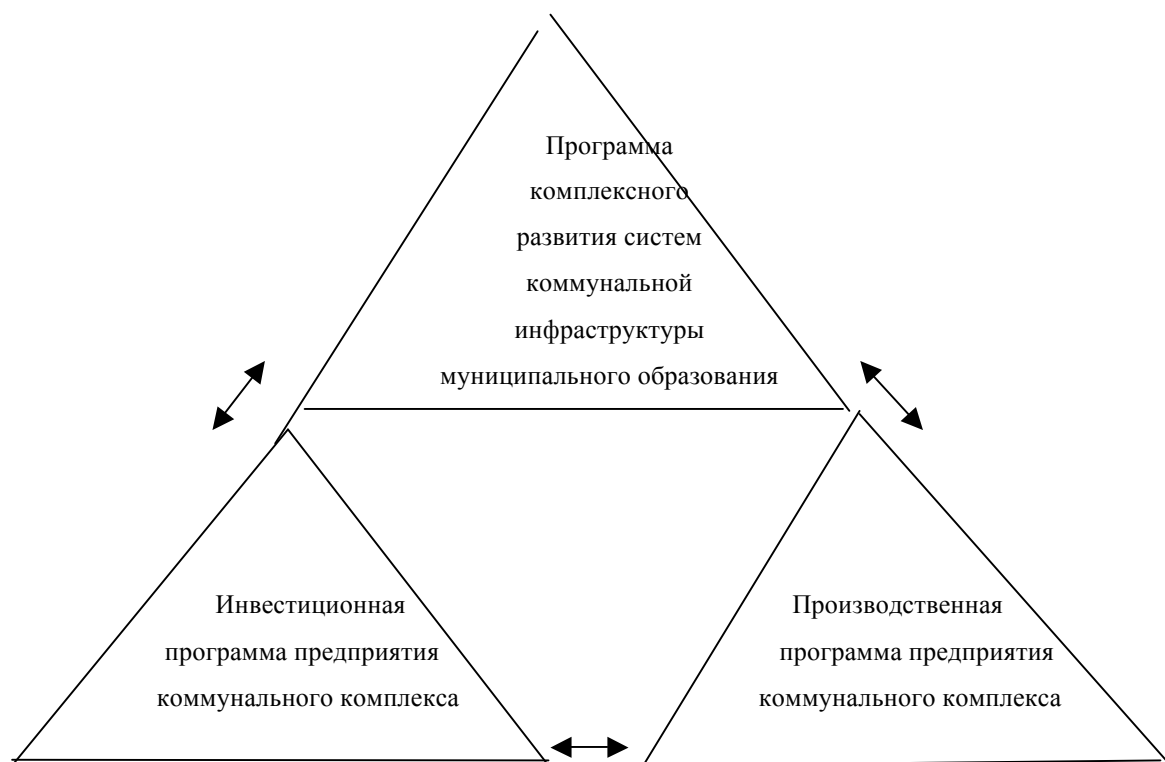 Программа
комплексного
развития систем
коммунальной
инфраструктуры
муниципального образования
Инвестиционная
программа предприятия
коммунального комплекса
Производственная
программа предприятия
коммунального комплекса